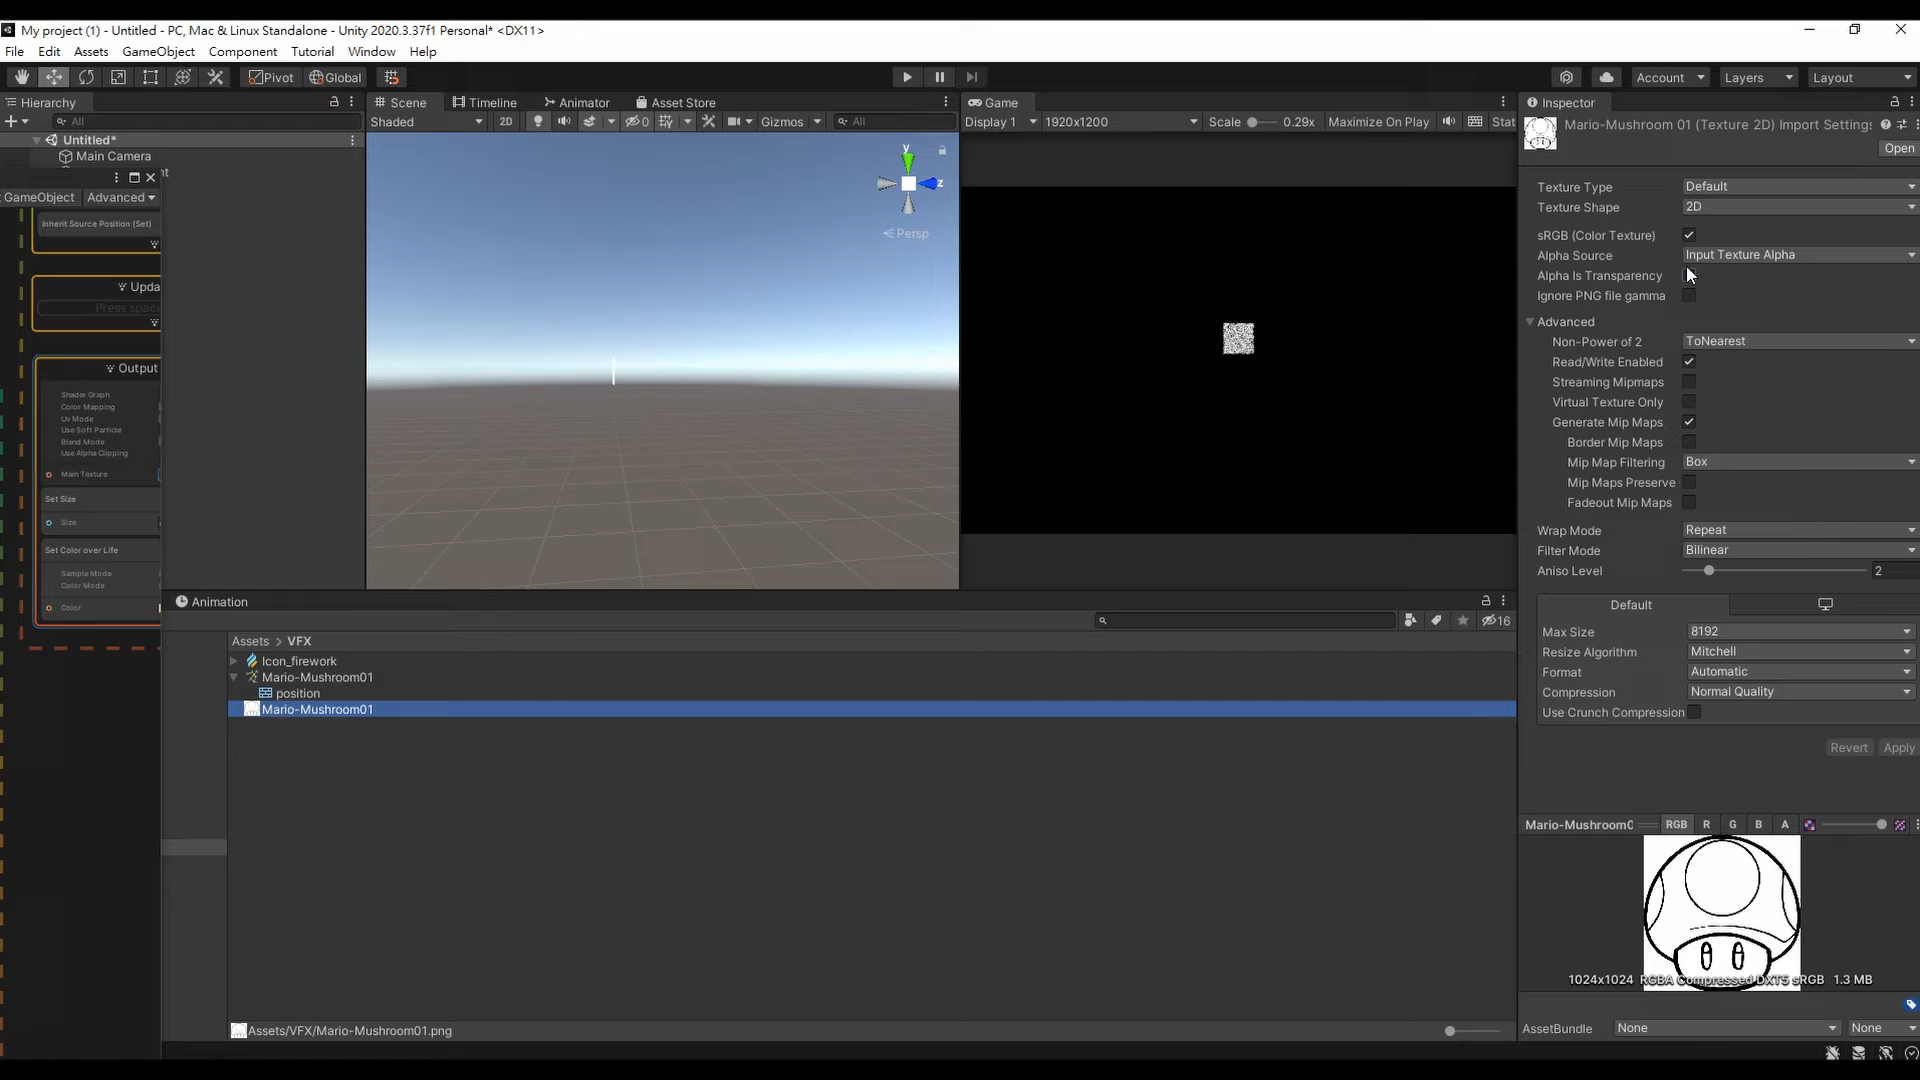 My project (1) - Untitled - PC, Mac & Linux Standalone - Unity 2020.3.37f1 Personal* <DX11>
File Edit Assets GameObject Component Tutorial Window Help
Pivot Global Account Layers Layout
Hierarchy
All
Untitled*
Main Camera
nt
GameObject Advanced
Inherit Source Position (Set)
Upda
Press space
Output
Shader Graph
Color Mapping
Uv Mode
Use Soft Particle
Blend Mode
Use Alpha Clipping
Main Texture
Set Size
Size
Set Color over Life
Sample Mode
Color Mode
Color
Scene Timeline Animator Asset Store
Shaded 2D 0 Gizmos All
y
z
Persp
Game
Display 1 1920x1200 Scale 0.29x Maximize On Play Stat
Animation
16
Assets > VFX
Icon_firework
Mario-Mushroom01
position
Mario-Mushroom01
Assets/VFX/Mario-Mushroom01.png
Inspector
Mario-Mushroom 01 (Texture 2D) Import Settings
Open
Texture Type Default
Texture Shape 2D
sRGB (Color Texture)
Alpha Source Input Texture Alpha
Alpha Is Transparency
Ignore PNG file gamma
Advanced
Non-Power of 2 ToNearest
Read/Write Enabled
Streaming Mipmaps
Virtual Texture Only
Generate Mip Maps
Border Mip Maps
Mip Map Filtering Box
Mip Maps Preserve
Fadeout Mip Maps
Wrap Mode Repeat
Filter Mode Bilinear
Aniso Level 2
Default
Max Size 8192
Resize Algorithm Mitchell
Format Automatic
Compression Normal Quality
Use Crunch Compression
Revert Apply
Mario-Mushroom0 RGB R G B A
1024x1024 RGBA Compressed DXT5 sRGB 1.3 MB
AssetBundle None None